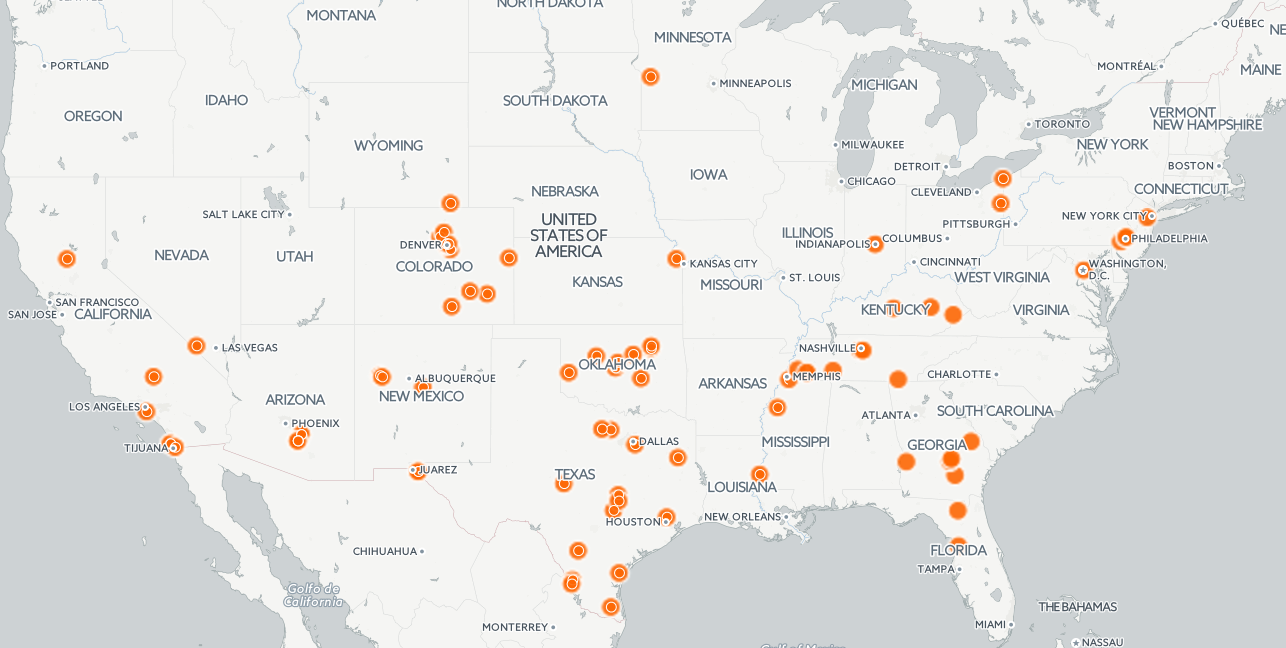 NORTH DAKOTA
MONTANA
MINNESOTA
QUÉBEC
NE
PORTLAND
MONTRÉAL
MAINE
MINNEAPOLIS
MICHIGAN
IDAHO
SOUTH DAKOTA
OREGON
VERMONT
NEW HAMPSHIRE
TORONTO
WYOMING
MILWAUKEE
NEW YORK
DETROIT
BOSTON
IOWA
CHICAGO
CLEVELAND
CONNECTICUT
NEBRASKA
SALT LAKE CITY
NEW YORK CITY
UNITED
STATES OF
AMERICA
PITTSBURGH
ILLINOIS
INDIANAPOLIS
COLUMBUS
PHILADELPHIA
DENVER
NEVADA
UTAH
COLORADO
KANSAS CITY
CINCINNATI
WASHINGTON,
D.C.
KANSAS
MISSOURI
ST. LOUIS
WEST VIRGINIA
SAN FRANCISCO
SAN JOSE
CALIFORNIA
KENTUCKY
VIRGINIA
LAS VEGAS
NASHVILLE
OKLAHOMA
ALBUQUERQUE
NEW MEXICO
ARKANSAS
MEMPHIS
CHARLOTTE
LOS ANGELES
ARIZONA
PHOENIX
ATLANTA
SOUTH CAROLINA
TIJUANA
DALLAS
MISSISSIPPI
GEORGIA
JUAREZ
TEXAS
LOUISIANA
HOUSTON
NEW ORLEANS
CHIHUAHUA
FLORIDA
TAMPA
Golfo de
California
THE BAHAMAS
MONTERREY
MIAMI
NASSAU